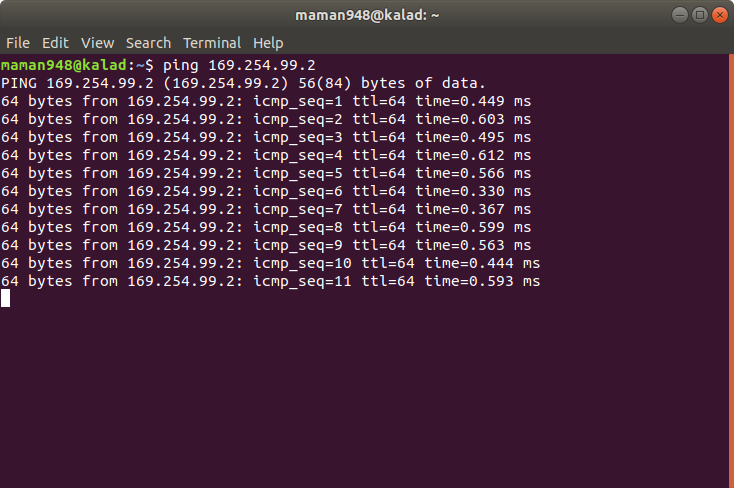 maman948@kalad: ~
File Edit View Search Terminal Help
maman948@kalad:~$ ping 169.254.99.2
PING 169.254.99.2 (169.254.99.2) 56(84) bytes of data.
64 bytes from 169.254.99.2: icmp_seq=1 ttl=64 time=0.449 ms
64 bytes from 169.254.99.2: icmp_seq=2 ttl=64 time=0.603 ms
64 bytes from 169.254.99.2: icmp_seq=3 ttl=64 time=0.495 ms
64 bytes from 169.254.99.2: icmp_seq=4 ttl=64 time=0.612 ms
64 bytes from 169.254.99.2: icmp_seq=5 ttl=64 time=0.566 ms
64 bytes from 169.254.99.2: icmp_seq=6 ttl=64 time=0.330 ms
64 bytes from 169.254.99.2: icmp_seq=7 ttl=64 time=0.367 ms
64 bytes from 169.254.99.2: icmp_seq=8 ttl=64 time=0.599 ms
64 bytes from 169.254.99.2: icmp_seq=9 ttl=64 time=0.563 ms
64 bytes from 169.254.99.2: icmp_seq=10 ttl=64 time=0.444 ms
64 bytes from 169.254.99.2: icmp_seq=11 ttl=64 time=0.593 ms